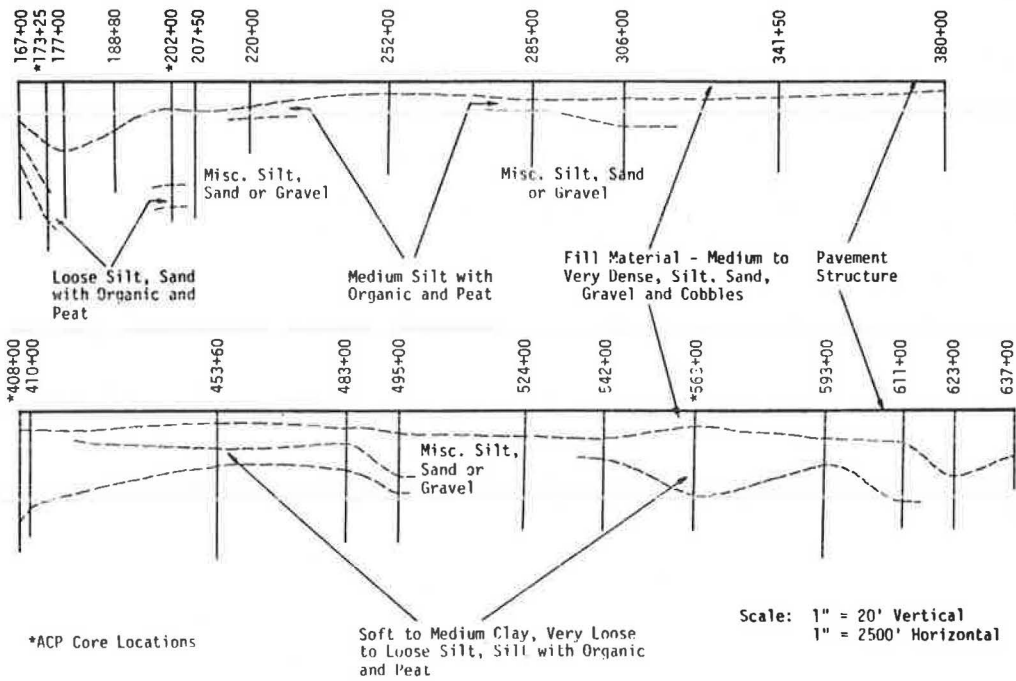 167+00
*173+25
177+00
188+80
*202+00
207+50
220+00
252+00
285+00
306+00
341+50
380+00
Misc. Silt,
Sand or Gravel
Misc. Silt, Sand
or Gravel
Loose Silt, Sand
with Organic and
Peat
Medium Silt with
Organic and Peat
Fill Material - Medium to
Very Dense, Silt, Sand,
Gravel and Cobbles
Pavement
Structure
*408+00
410+00
453+60
483+00
495+00
524+00
542+00
593+00
611+00
623+00
637+00
Misc. Silt,
Sand or
Gravel
*ACP Core Locations
Soft to Medium Clay, Very Loose
to Loose Silt, Silt with Organic
and Peat
Scale: 1" = 20' Vertical
1" = 2500' Horizontal